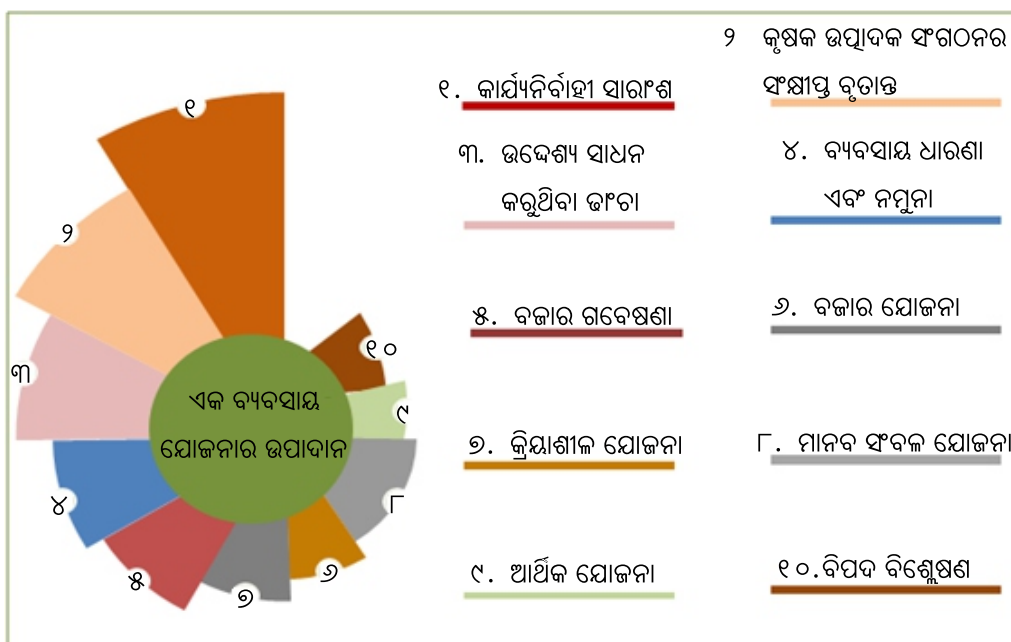 ୧
୨
୩
୪
୫
୭
୬
୮
୯
୧୦
ଏକ ବ୍ୟବସାୟ
ଯୋଜନାର ଉପାଦାନ
୧. କାର୍ଯ୍ୟନିର୍ବାହୀ ସାରାଂଶ
୨ କୃଷକ ଉତ୍ପାଦକ ସଂଗଠନର
ସଂକ୍ଷୀପ୍ତ ବୃତାନ୍ତ
୩. ଉଦ୍ଦେଶ୍ୟ ସାଧନ
କରୁଥିବା ଢାଂଚା
୪. ବ୍ୟବସାୟ ଧାରଣା
ଏବଂ ନମୁନା
୫. ବଜାର ଗବେଷଣା
୬. ବଜାର ଯୋଜନା
୭. କ୍ରିୟାଶୀଳ ଯୋଜନା
୮. ମାନବ ସଂବଳ ଯୋଜନା
୯. ଆର୍ଥିକ ଯୋଜନା
୧୦.ବିପଦ ବିଶ୍ଳେଷଣ